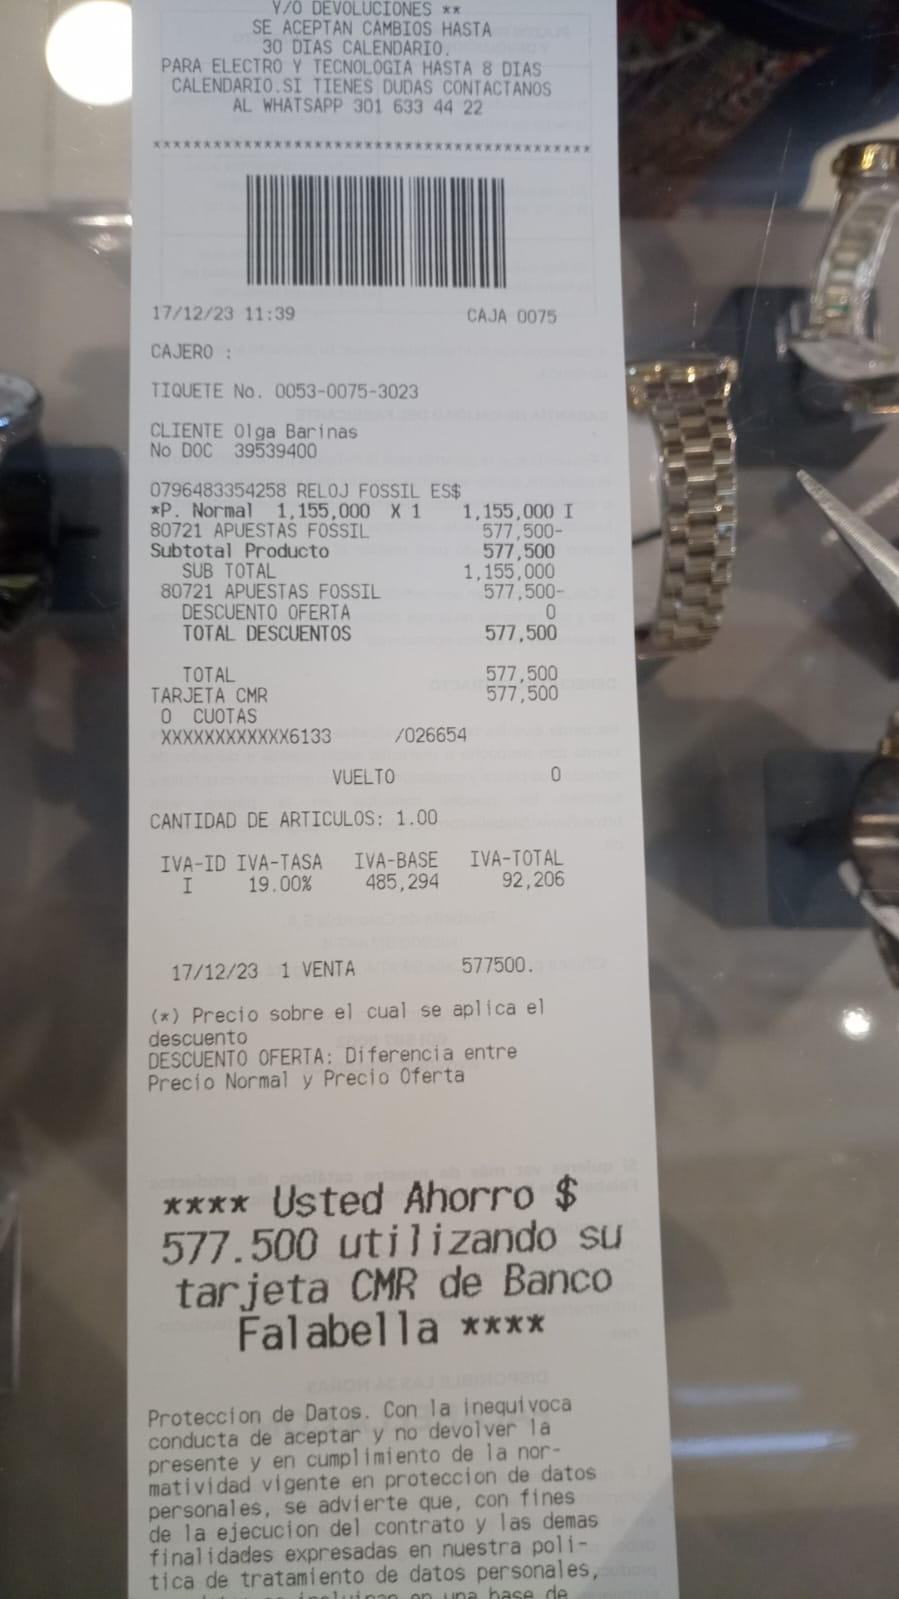 Y/O DEVOLUCIONES **
SE ACEPTAN CAMBIOS HASTA
30 DIAS CALENDARIO.
PARA ELECTRO Y TECNOLOGIA HASTA 8 DIAS
CALENDARIO.SI TIENES DUDAS CONTACTANOS
AL WHATSAPP 301 633 44 22
******************************************
17/12/23 11:39 CAJA 0075
CAJERO :
TIQUETE No. 0053-0075-3023
CLIENTE Olga Barinas
No DOC 39539400
0796483354258 RELOJ FOSSIL ES$
*P. Normal 1,155,000 X 1 1,155,000 I
80721 APUESTAS FOSSIL 577,500-
Subtotal Producto 577,500
SUB TOTAL 1,155,000
80721 APUESTAS FOSSIL 577,500-
DESCUENTO OFERTA 0
TOTAL DESCUENTOS 577,500
TOTAL 577,500
TARJETA CMR 577,500
0 CUOTAS
XXXXXXXXXXXX6133 /026654
VUELTO 0
CANTIDAD DE ARTICULOS: 1.00
IVA-ID IVA-TASA IVA-BASE IVA-TOTAL
I 19.00% 485,294 92,206
17/12/23 1 VENTA 577500.
(*) Precio sobre el cual se aplica el
descuento
DESCUENTO OFERTA: Diferencia entre
Precio Normal y Precio Oferta
**** Usted Ahorro $
577.500 utilizando su
tarjeta CMR de Banco
Falabella ****
Proteccion de Datos. Con la inequivoca
conducta de aceptar y no devolver la
presente y en cumplimiento de la nor-
matividad vigente en proteccion de datos
personales, se advierte que, con fines
de la ejecucion del contrato y las demas
finalidades expresadas en nuestra poli-
tica de tratamiento de datos personales,
en una base de